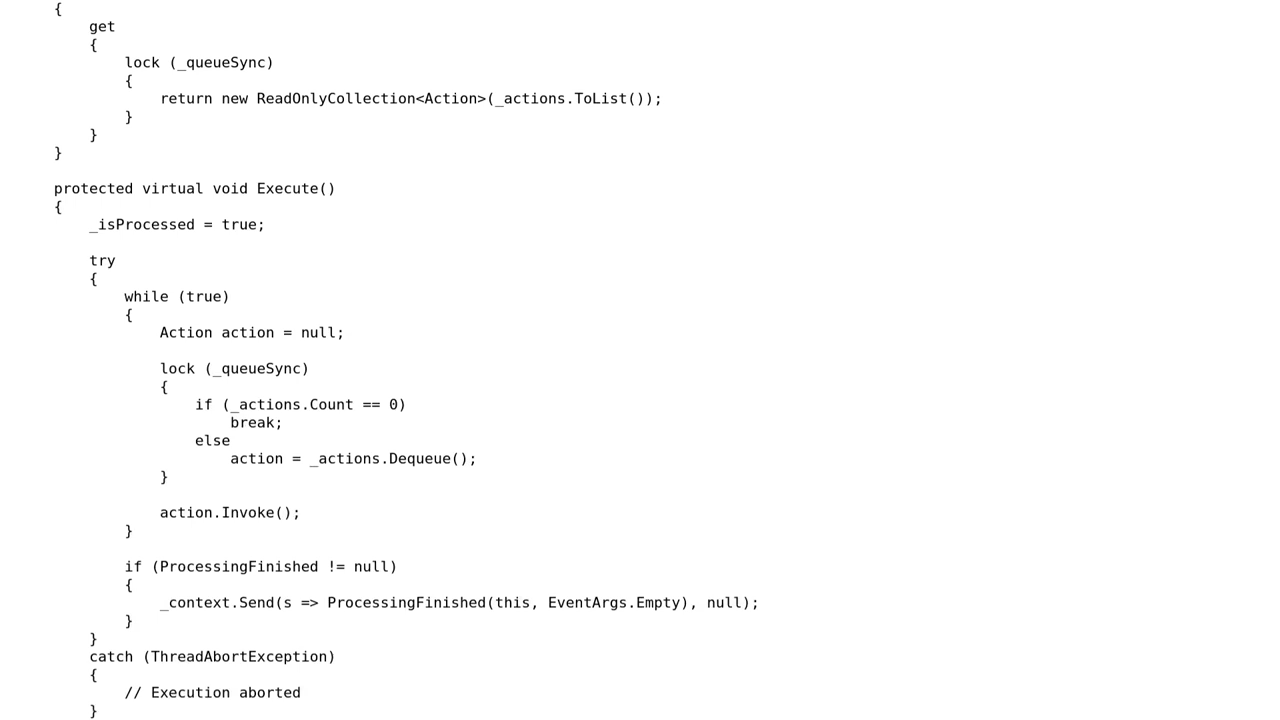 {
    get
    {
        lock (_queueSync)
        {
            return new ReadOnlyCollection<Action>(_actions.ToList());
        }
    }
}

protected virtual void Execute()
{
    _isProcessed = true;

    try
    {
        while (true)
        {
            Action action = null;

            lock (_queueSync)
            {
                if (_actions.Count == 0)
                    break;
                else
                    action = _actions.Dequeue();
            }

            action.Invoke();
        }

        if (ProcessingFinished != null)
        {
            _context.Send(s => ProcessingFinished(this, EventArgs.Empty), null);
        }
    }
    catch (ThreadAbortException)
    {
        // Execution aborted
    }